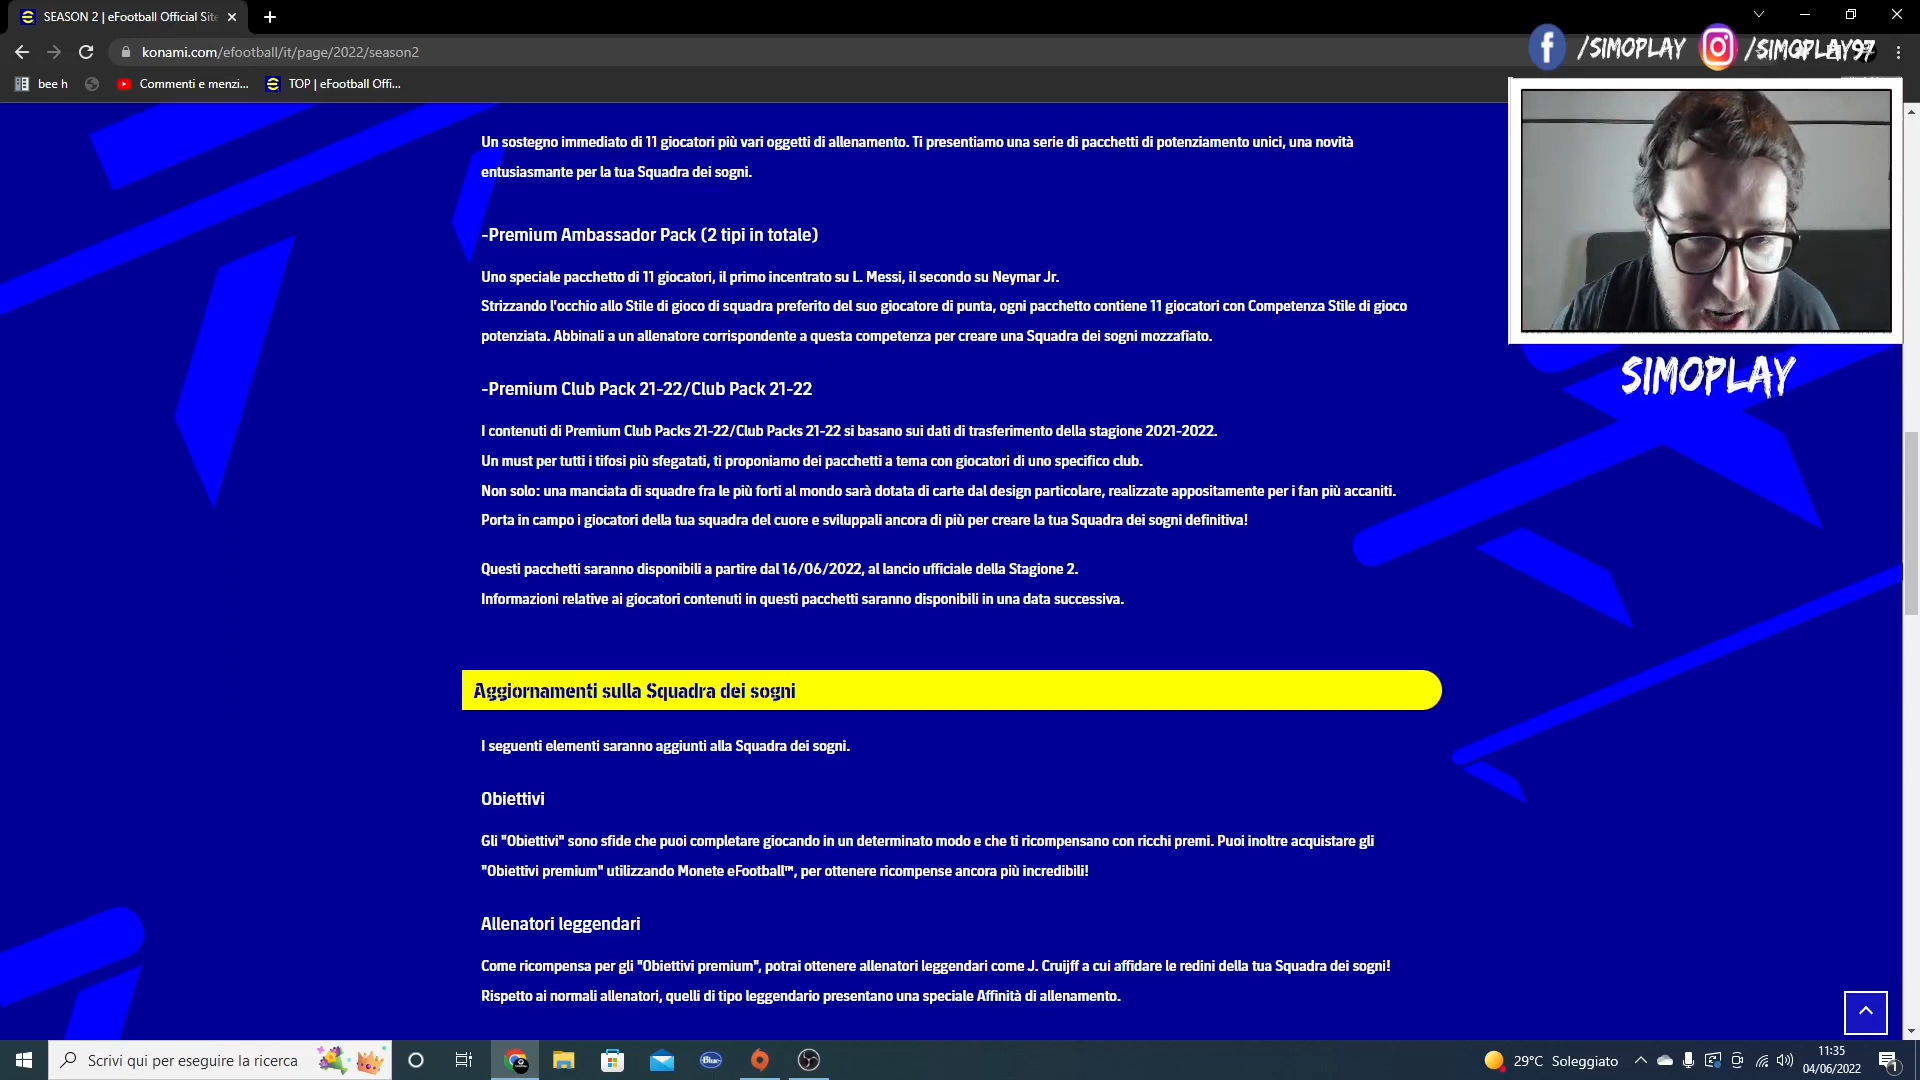 SEASON 2 | eFootball Official Site
konami.com/efootball/it/page/2022/season2
/SIMOPLAY
/SIMOPLAY97
bee h
Commenti e menzi...
TOP | eFootball Offi...
Un sostegno immediato di 11 giocatori più vari oggetti di allenamento. Ti presentiamo una serie di pacchetti di potenziamento unici, una novità
entusiasmante per la tua Squadra dei sogni.
-Premium Ambassador Pack (2 tipi in totale)
Uno speciale pacchetto di 11 giocatori, il primo incentrato su L. Messi, il secondo su Neymar Jr.
Strizzando l'occhio allo Stile di gioco di squadra preferito del suo giocatore di punta, ogni pacchetto contiene 11 giocatori con Competenza Stile di gioco
potenziata. Abbinali a un allenatore corrispondente a questa competenza per creare una Squadra dei sogni mozzafiato.
SIMOPLAY
-Premium Club Pack 21-22/Club Pack 21-22
I contenuti di Premium Club Packs 21-22/Club Packs 21-22 si basano sui dati di trasferimento della stagione 2021-2022.
Un must per tutti i tifosi più sfegatati, ti proponiamo dei pacchetti a tema con giocatori di uno specifico club.
Non solo: una manciata di squadre fra le più forti al mondo sarà dotata di carte dal design particolare, realizzate appositamente per i fan più accaniti.
Porta in campo i giocatori della tua squadra del cuore e sviluppali ancora di più per creare la tua Squadra dei sogni definitiva!
Questi pacchetti saranno disponibili a partire dal 16/06/2022, al lancio ufficiale della Stagione 2.
Informazioni relative ai giocatori contenuti in questi pacchetti saranno disponibili in una data successiva.
Aggiornamenti sulla Squadra dei sogni
I seguenti elementi saranno aggiunti alla Squadra dei sogni.
Obiettivi
Gli "Obiettivi" sono sfide che puoi completare giocando in un determinato modo e che ti ricompensano con ricchi premi. Puoi inoltre acquistare gli
"Obiettivi premium" utilizzando Monete eFootball™, per ottenere ricompense ancora più incredibili!
Allenatori leggendari
Come ricompensa per gli "Obiettivi premium", potrai ottenere allenatori leggendari come J. Cruijff a cui affidare le redini della tua Squadra dei sogni!
Rispetto ai normali allenatori, quelli di tipo leggendario presentano una speciale Affinità di allenamento.
Scrivi qui per eseguire la ricerca
Blue
29°C Soleggiato
11:35
04/06/2022
1